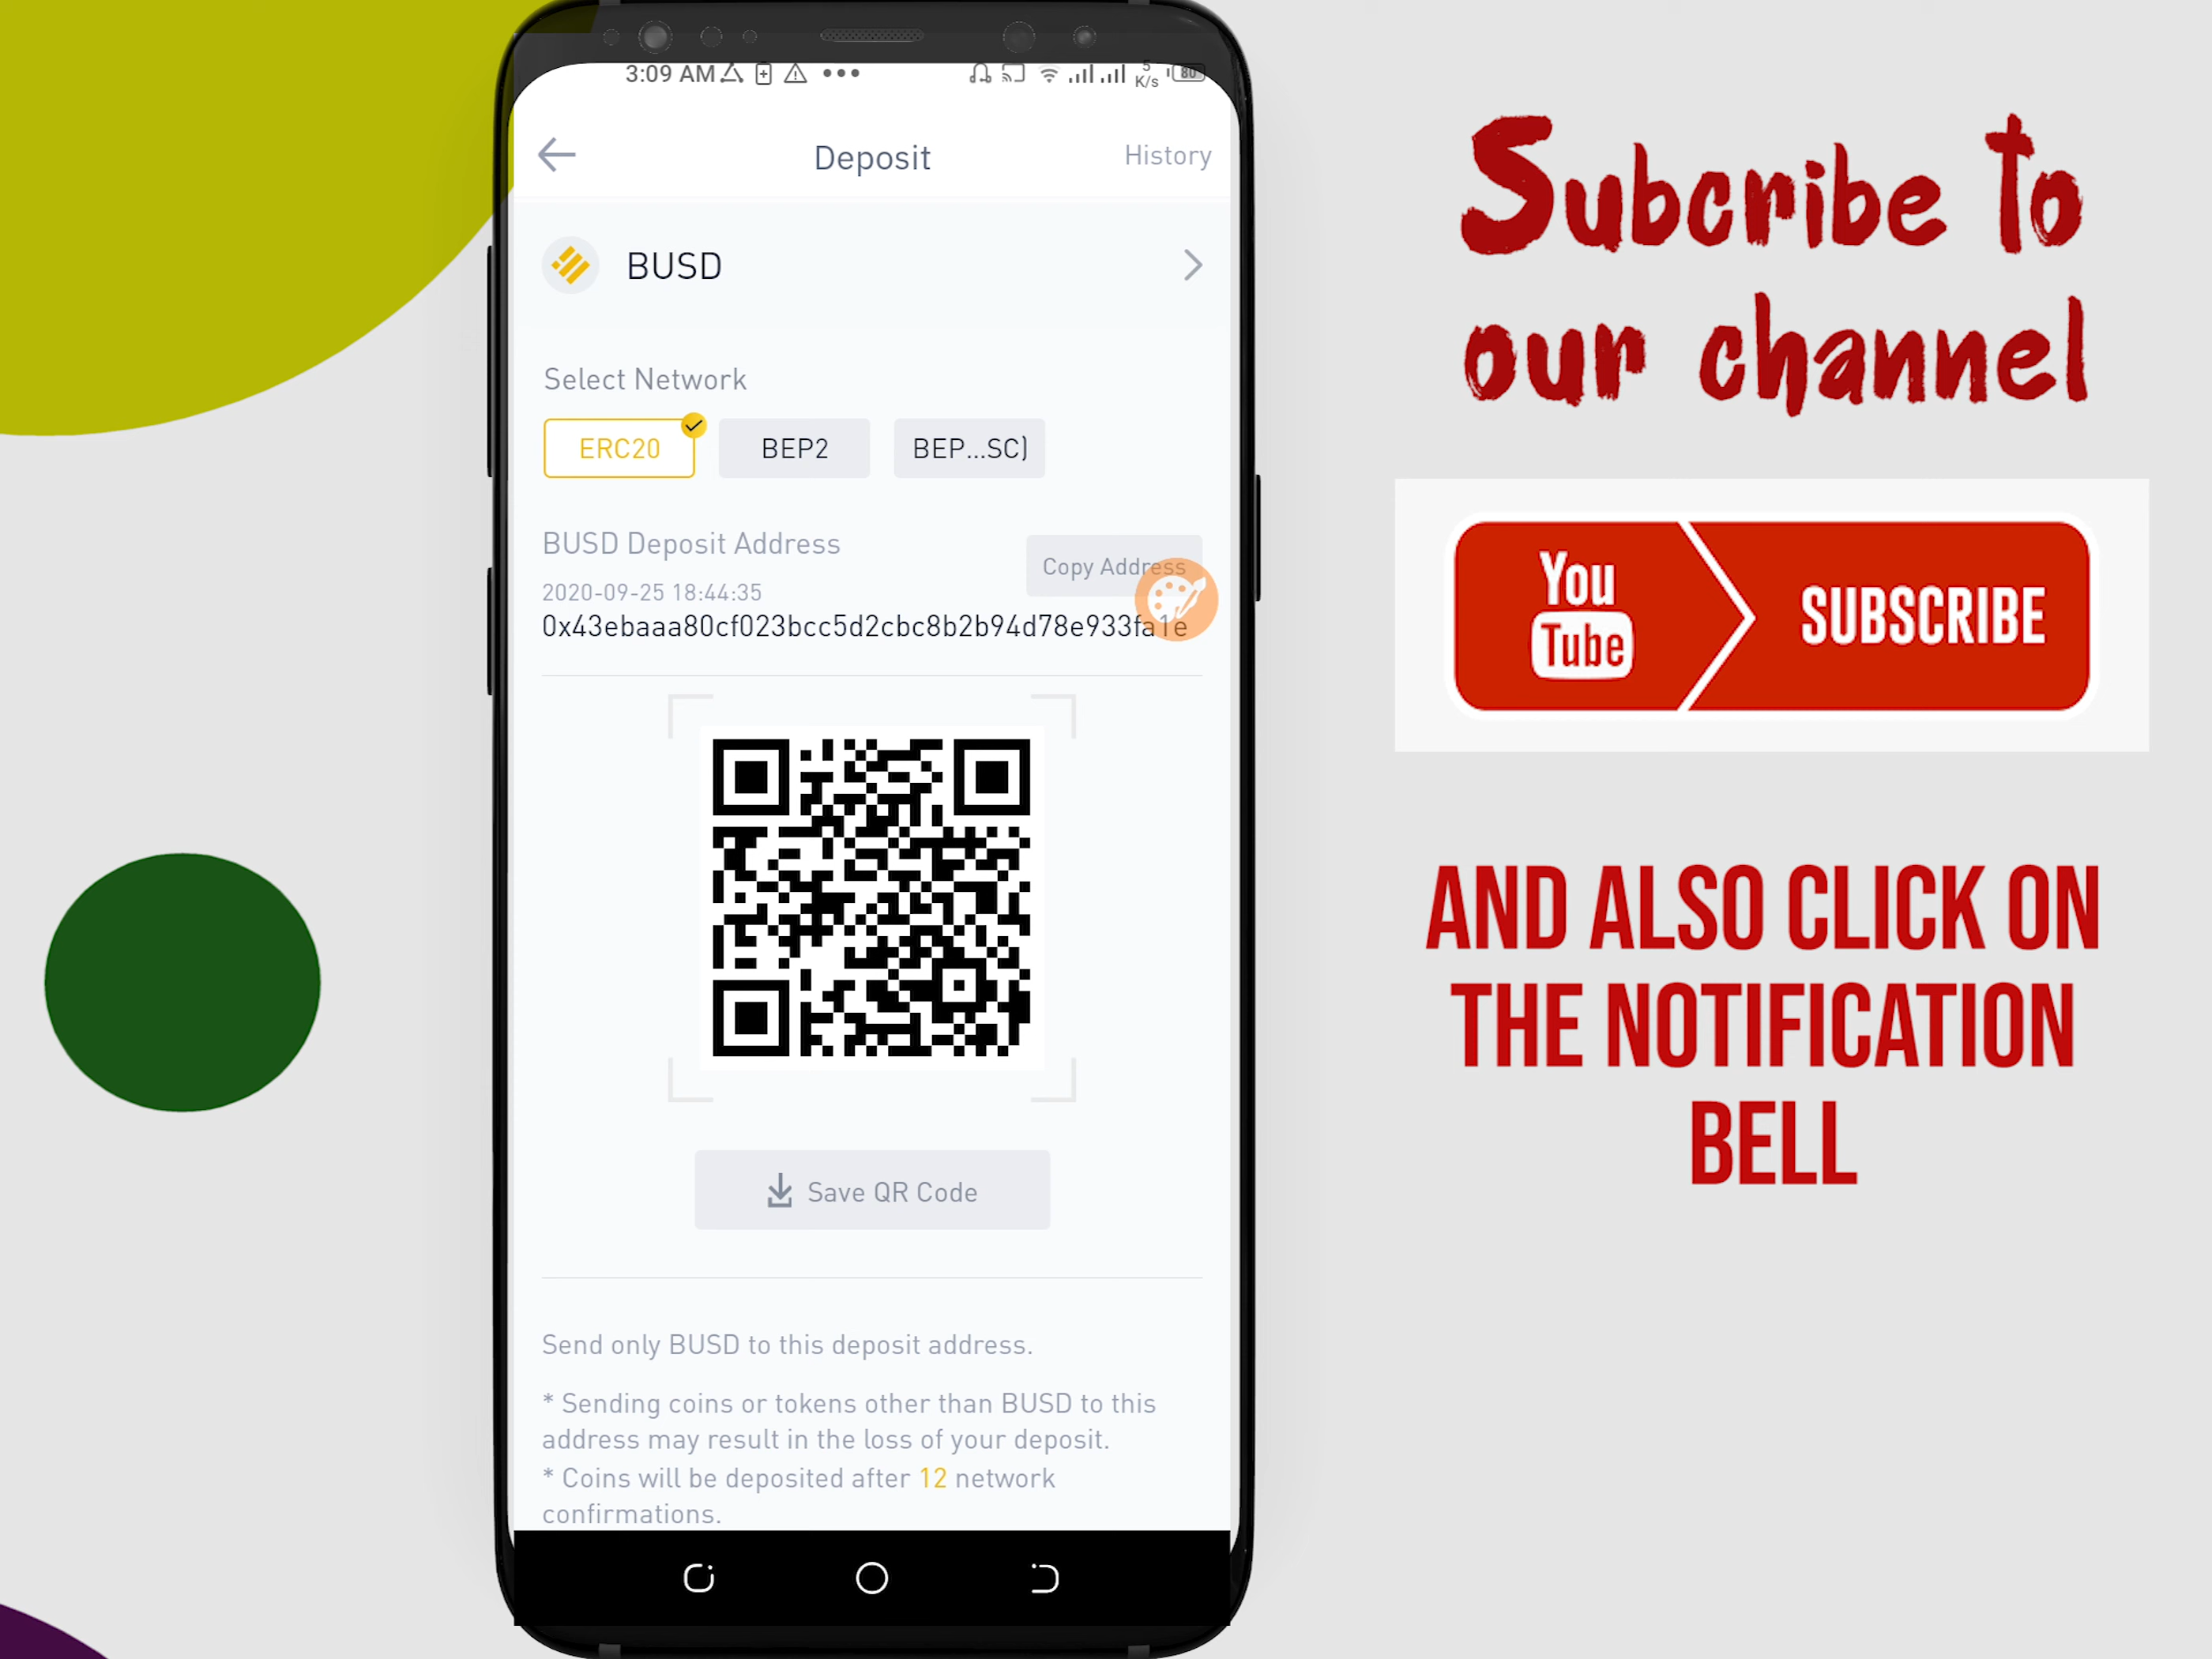 3:09 AM
5
K/s
80
Deposit
History
BUSD
Select Network
ERC20
BEP2
BEP...SC)
BUSD Deposit Address
Copy Address
2020-09-25 18:44:35
0x43ebaaa80cf023bcc5d2cbc8b2b94d78e933fa1e
Save QR Code
Send only BUSD to this deposit address.
* Sending coins or tokens other than BUSD to this
address may result in the loss of your deposit.
* Coins will be deposited after 12 network
confirmations.
Subcribe to
our channel
You
Tube
SUBSCRIBE
AND ALSO CLICK ON
THE NOTIFICATION
BELL